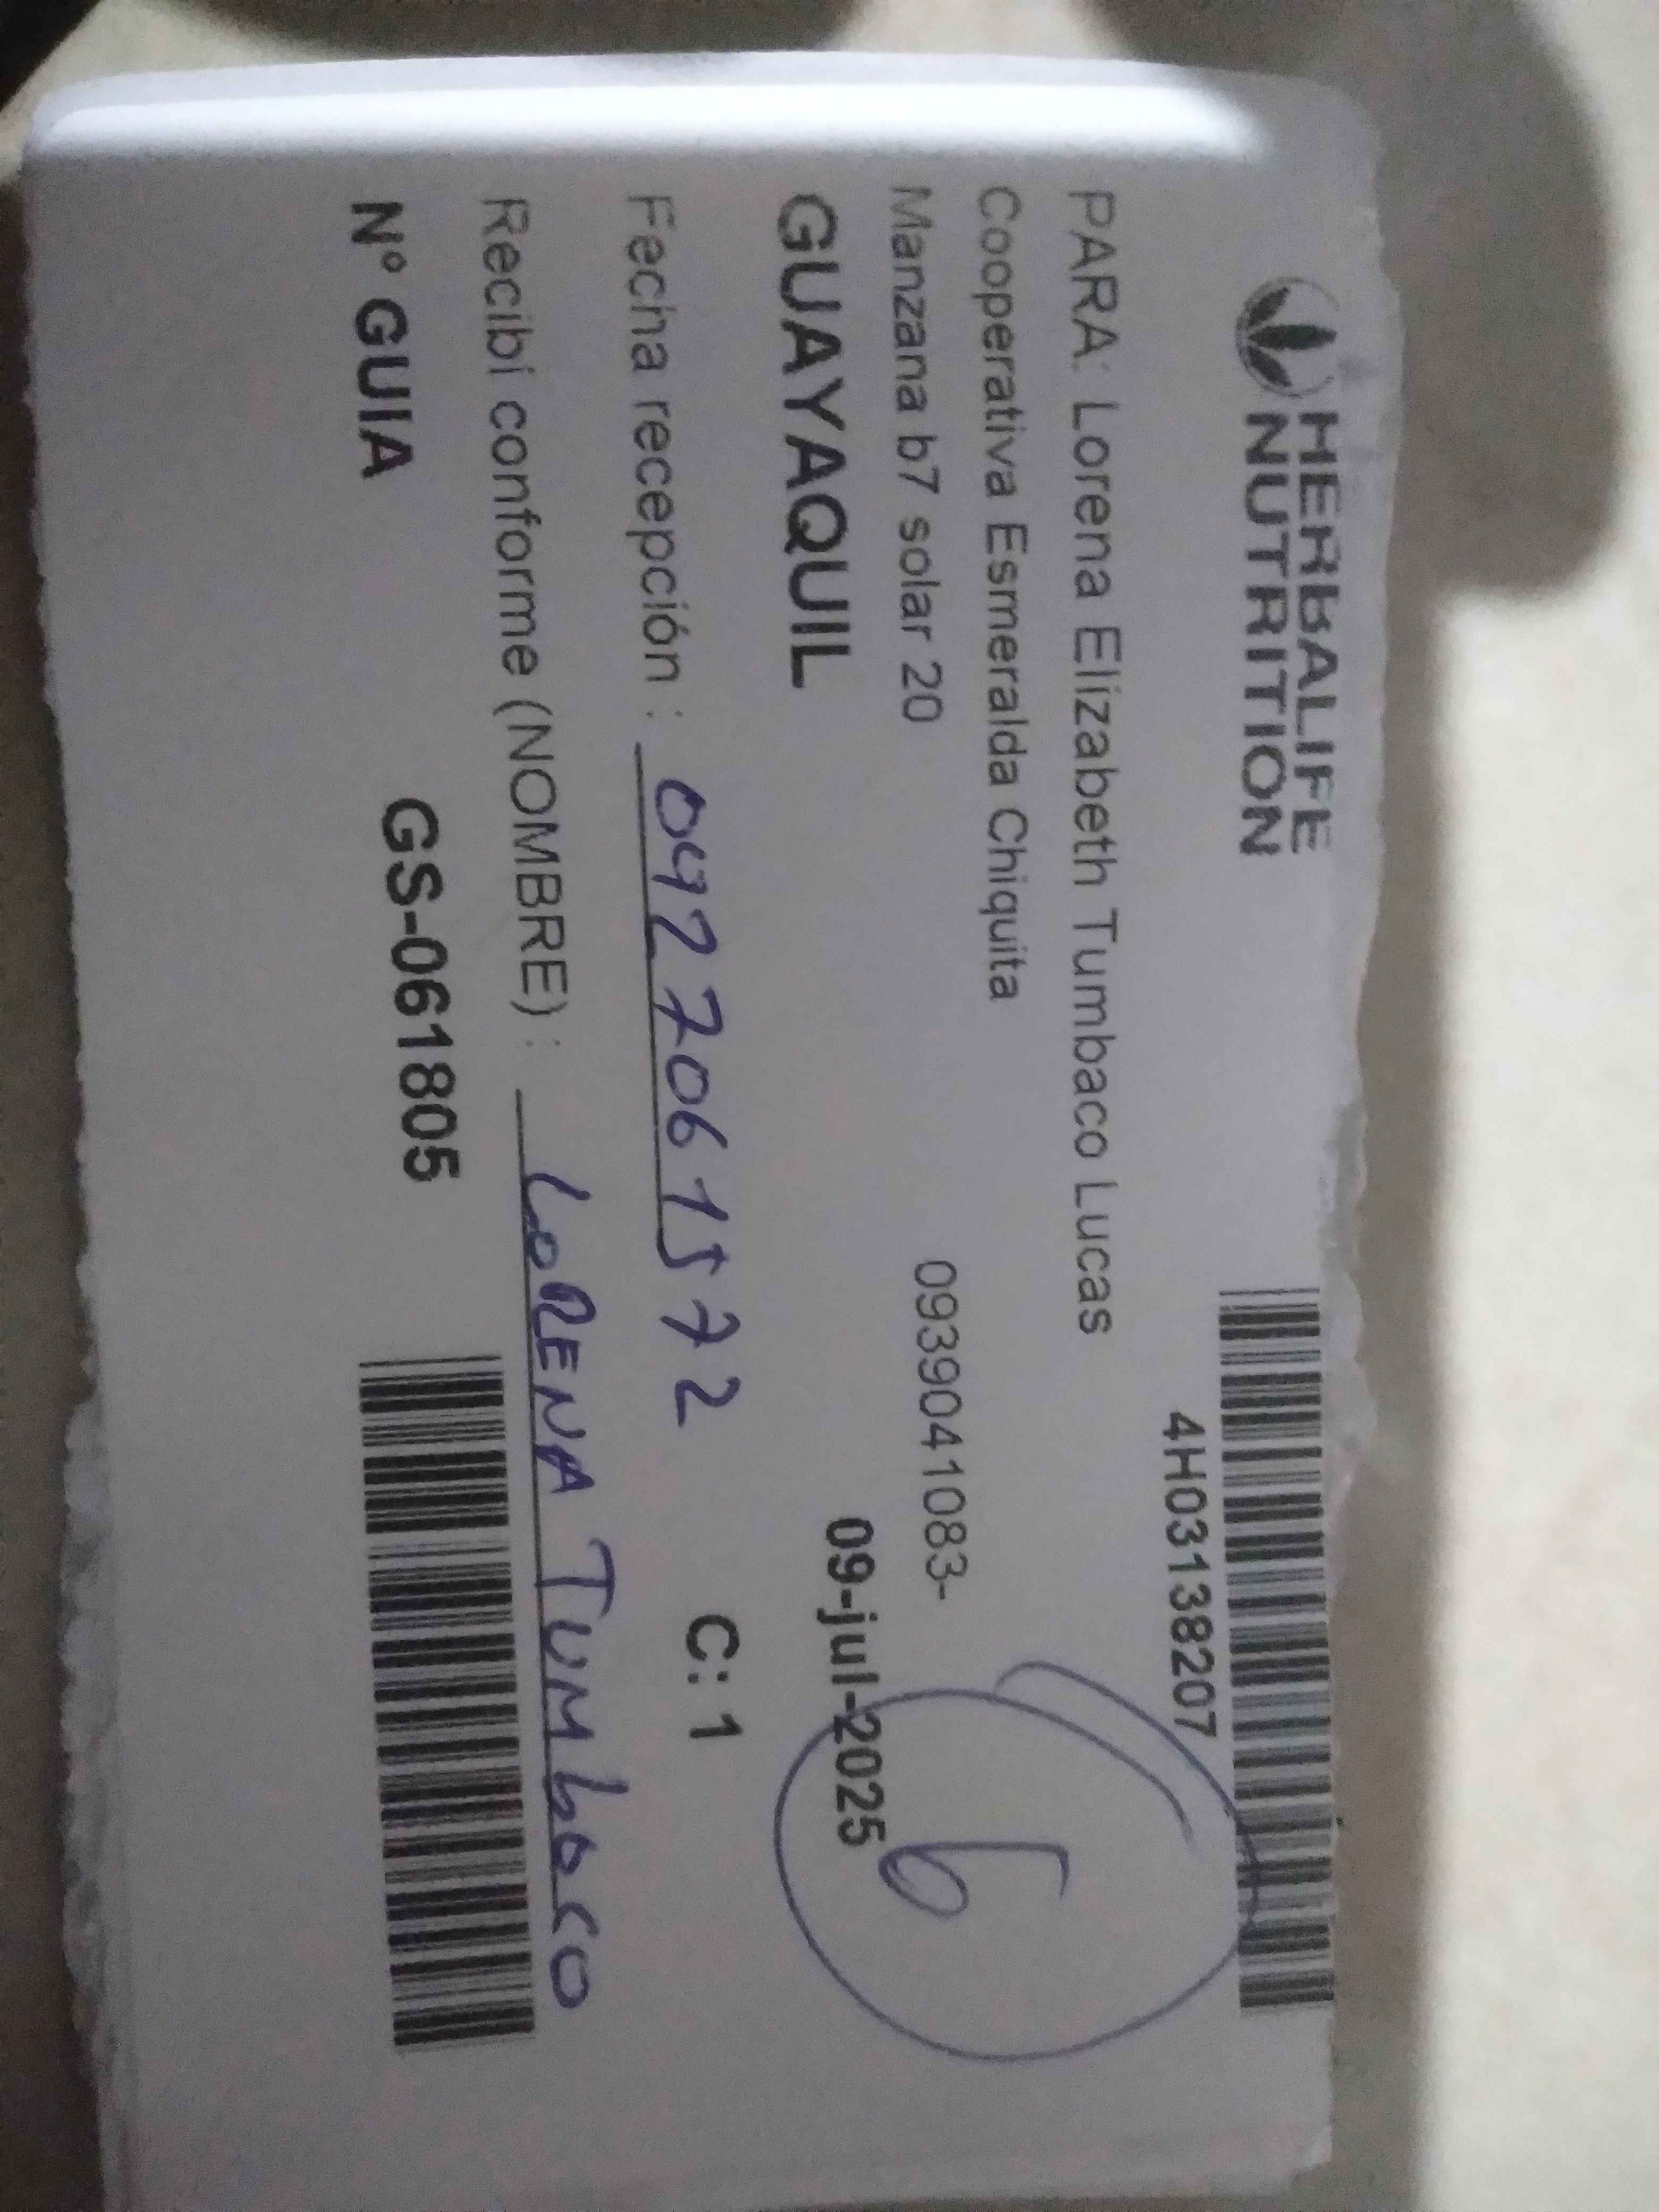 HERBALIFE
NUTRITION
4H03138207
PARA: Lorena Elizabeth Tumbaco Lucas
Cooperativa Esmeralda Chiquita
Manzana b7 solar 20 0939041083-
GUAYAQUIL 09-jul-2025
Fecha recepción : 0927061572 C: 1
Recibí conforme (NOMBRE) : LORENA TUMbaco
N° GUIA GS-061805